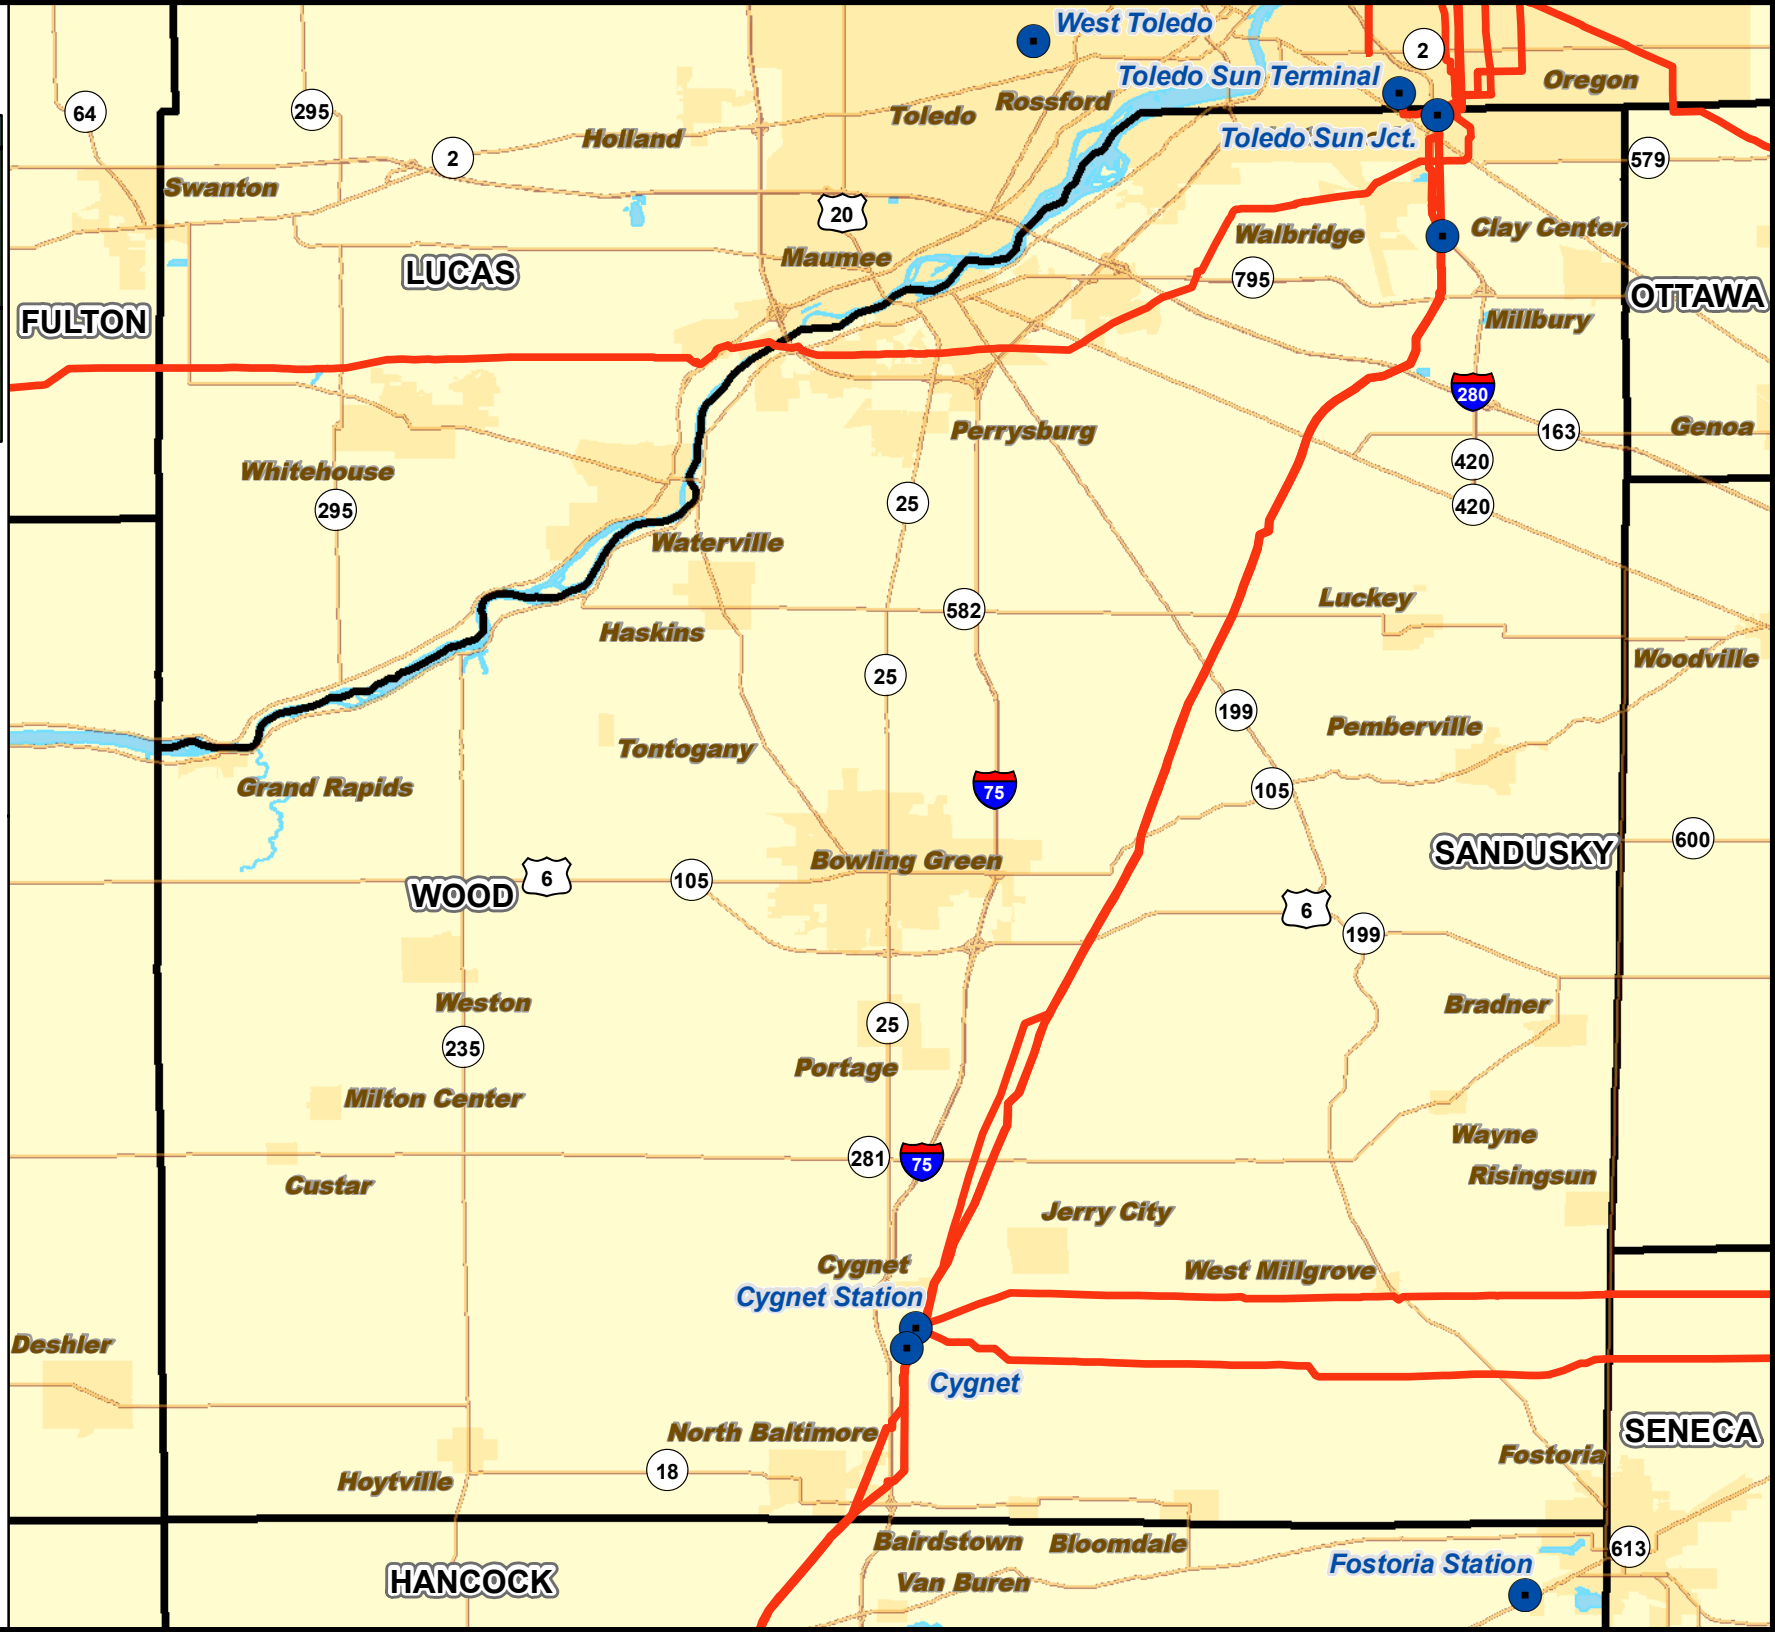 West Toledo
2
Toledo Sun Terminal
Oregon
64
295
Toledo
Rossford
Holland
2
Toledo Sun Jct.
579
Swanton
20
Walbridge
Clay Center
Maumee
LUCAS
795
OTTAWA
FULTON
Millbury
280
Perrysburg
163
Genoa
Whitehouse
420
295
25
420
Waterville
Luckey
582
Haskins
Woodville
25
199
Pemberville
Tontogany
Grand Rapids
75
105
600
Bowling Green
SANDUSKY
WOOD
6
105
6
199
Weston
Bradner
25
235
Portage
Milton Center
Wayne
281
75
Risingsun
Custar
Jerry City
Cygnet
West Millgrove
Cygnet Station
Deshler
Cygnet
North Baltimore
SENECA
Fostoria
18
Hoytville
Bairdstown
Bloomdale
613
Fostoria Station
HANCOCK
Van Buren